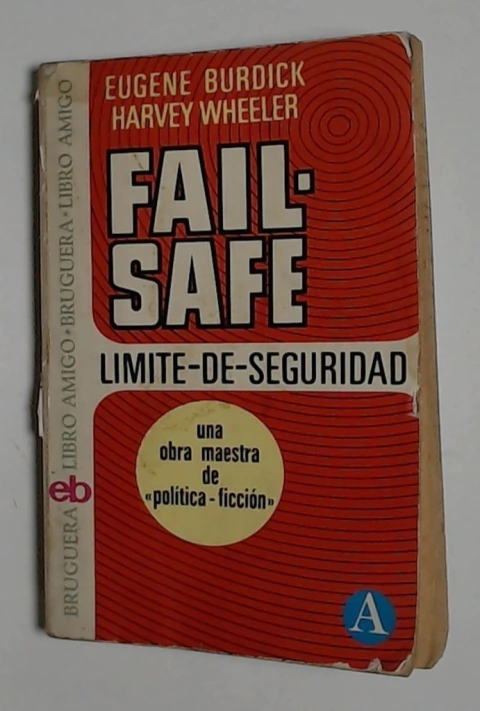 EUGENE BURDICK
HARVEY WHEELER
FAIL-
SAFE
LIMITE-DE-SEGURIDAD
una
obra maestra
de
«política-ficción»
A
BRUGUERA eb LIBRO AMIGO • BRUGUERA • LIBRO AMIGO